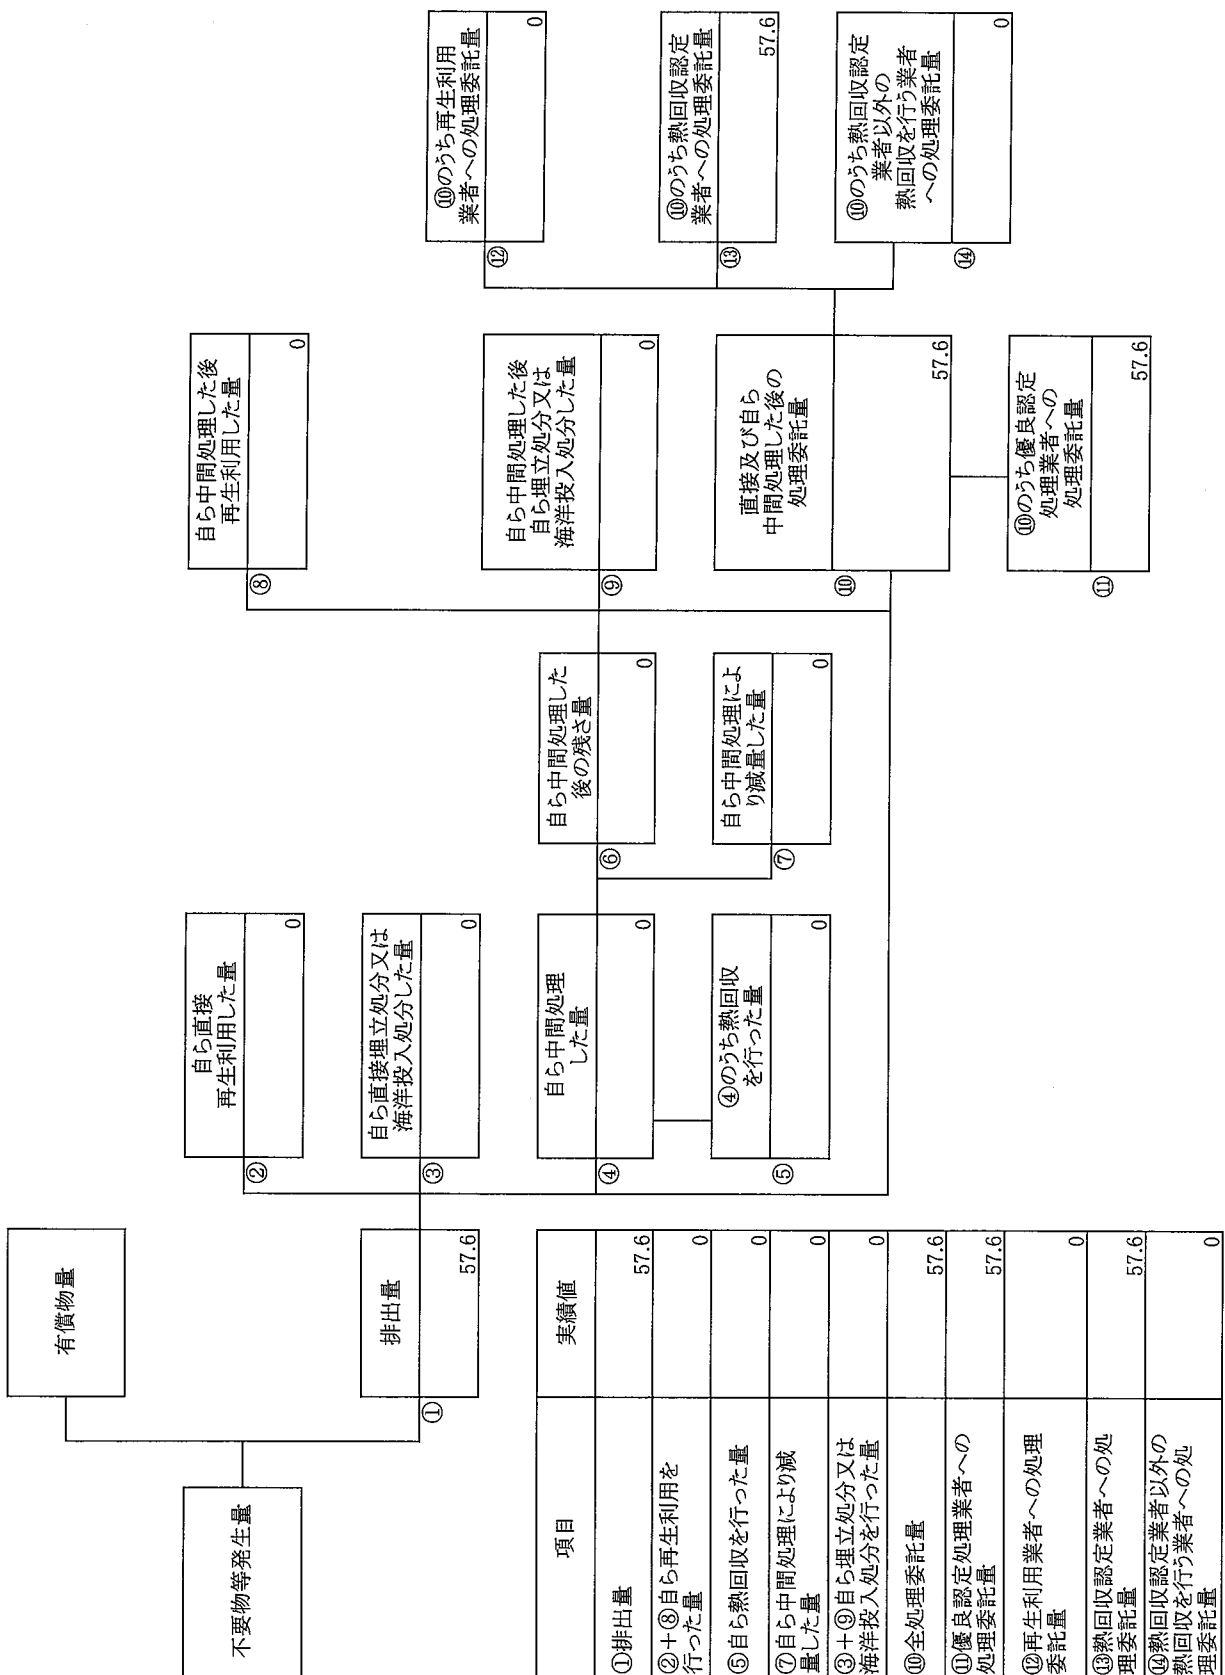 不要物等発生量
有償物量
①
排出量
57.6
②
自ら直接
再生利用した量
0
③
自ら直接埋立処分又は
海洋投入処分した量
0
④
自ら中間処理
した量
0
⑤
④のうち熱回収
を行った量
0
⑥
自ら中間処理した
後の残さ量
0
⑦
自ら中間処理によ
り減量した量
0
⑧
自ら中間処理した後
再生利用した量
0
⑨
自ら中間処理した後
自ら埋立処分又は
海洋投入処分した量
0
⑩
直接及び自ら
中間処理した後の
処理委託量
57.6
⑪
⑩のうち優良認定
処理業者への
処理委託量
57.6
⑫
⑩のうち再生利用
業者への処理委託量
0
⑬
⑩のうち熱回収認定
業者への処理委託量
57.6
⑭
⑩のうち熱回収認定
業者以外の
熱回収を行う業者
への処理委託量
0
項目 実績値
①排出量 57.6
②+⑧自ら再生利用を
行った量 0
⑤自ら熱回収を行った量 0
⑦自ら中間処理により減
量した量 0
③+⑨自ら埋立処分又は
海洋投入処分を行った量 0
⑩全処理委託量 57.6
⑪優良認定処理業者への
処理委託量 57.6
⑫再生利用業者への処理
委託量 0
⑬熱回収認定業者への処
理委託量 57.6
⑭熱回収認定業者以外の
熱回収を行う業者への処
理委託量 0